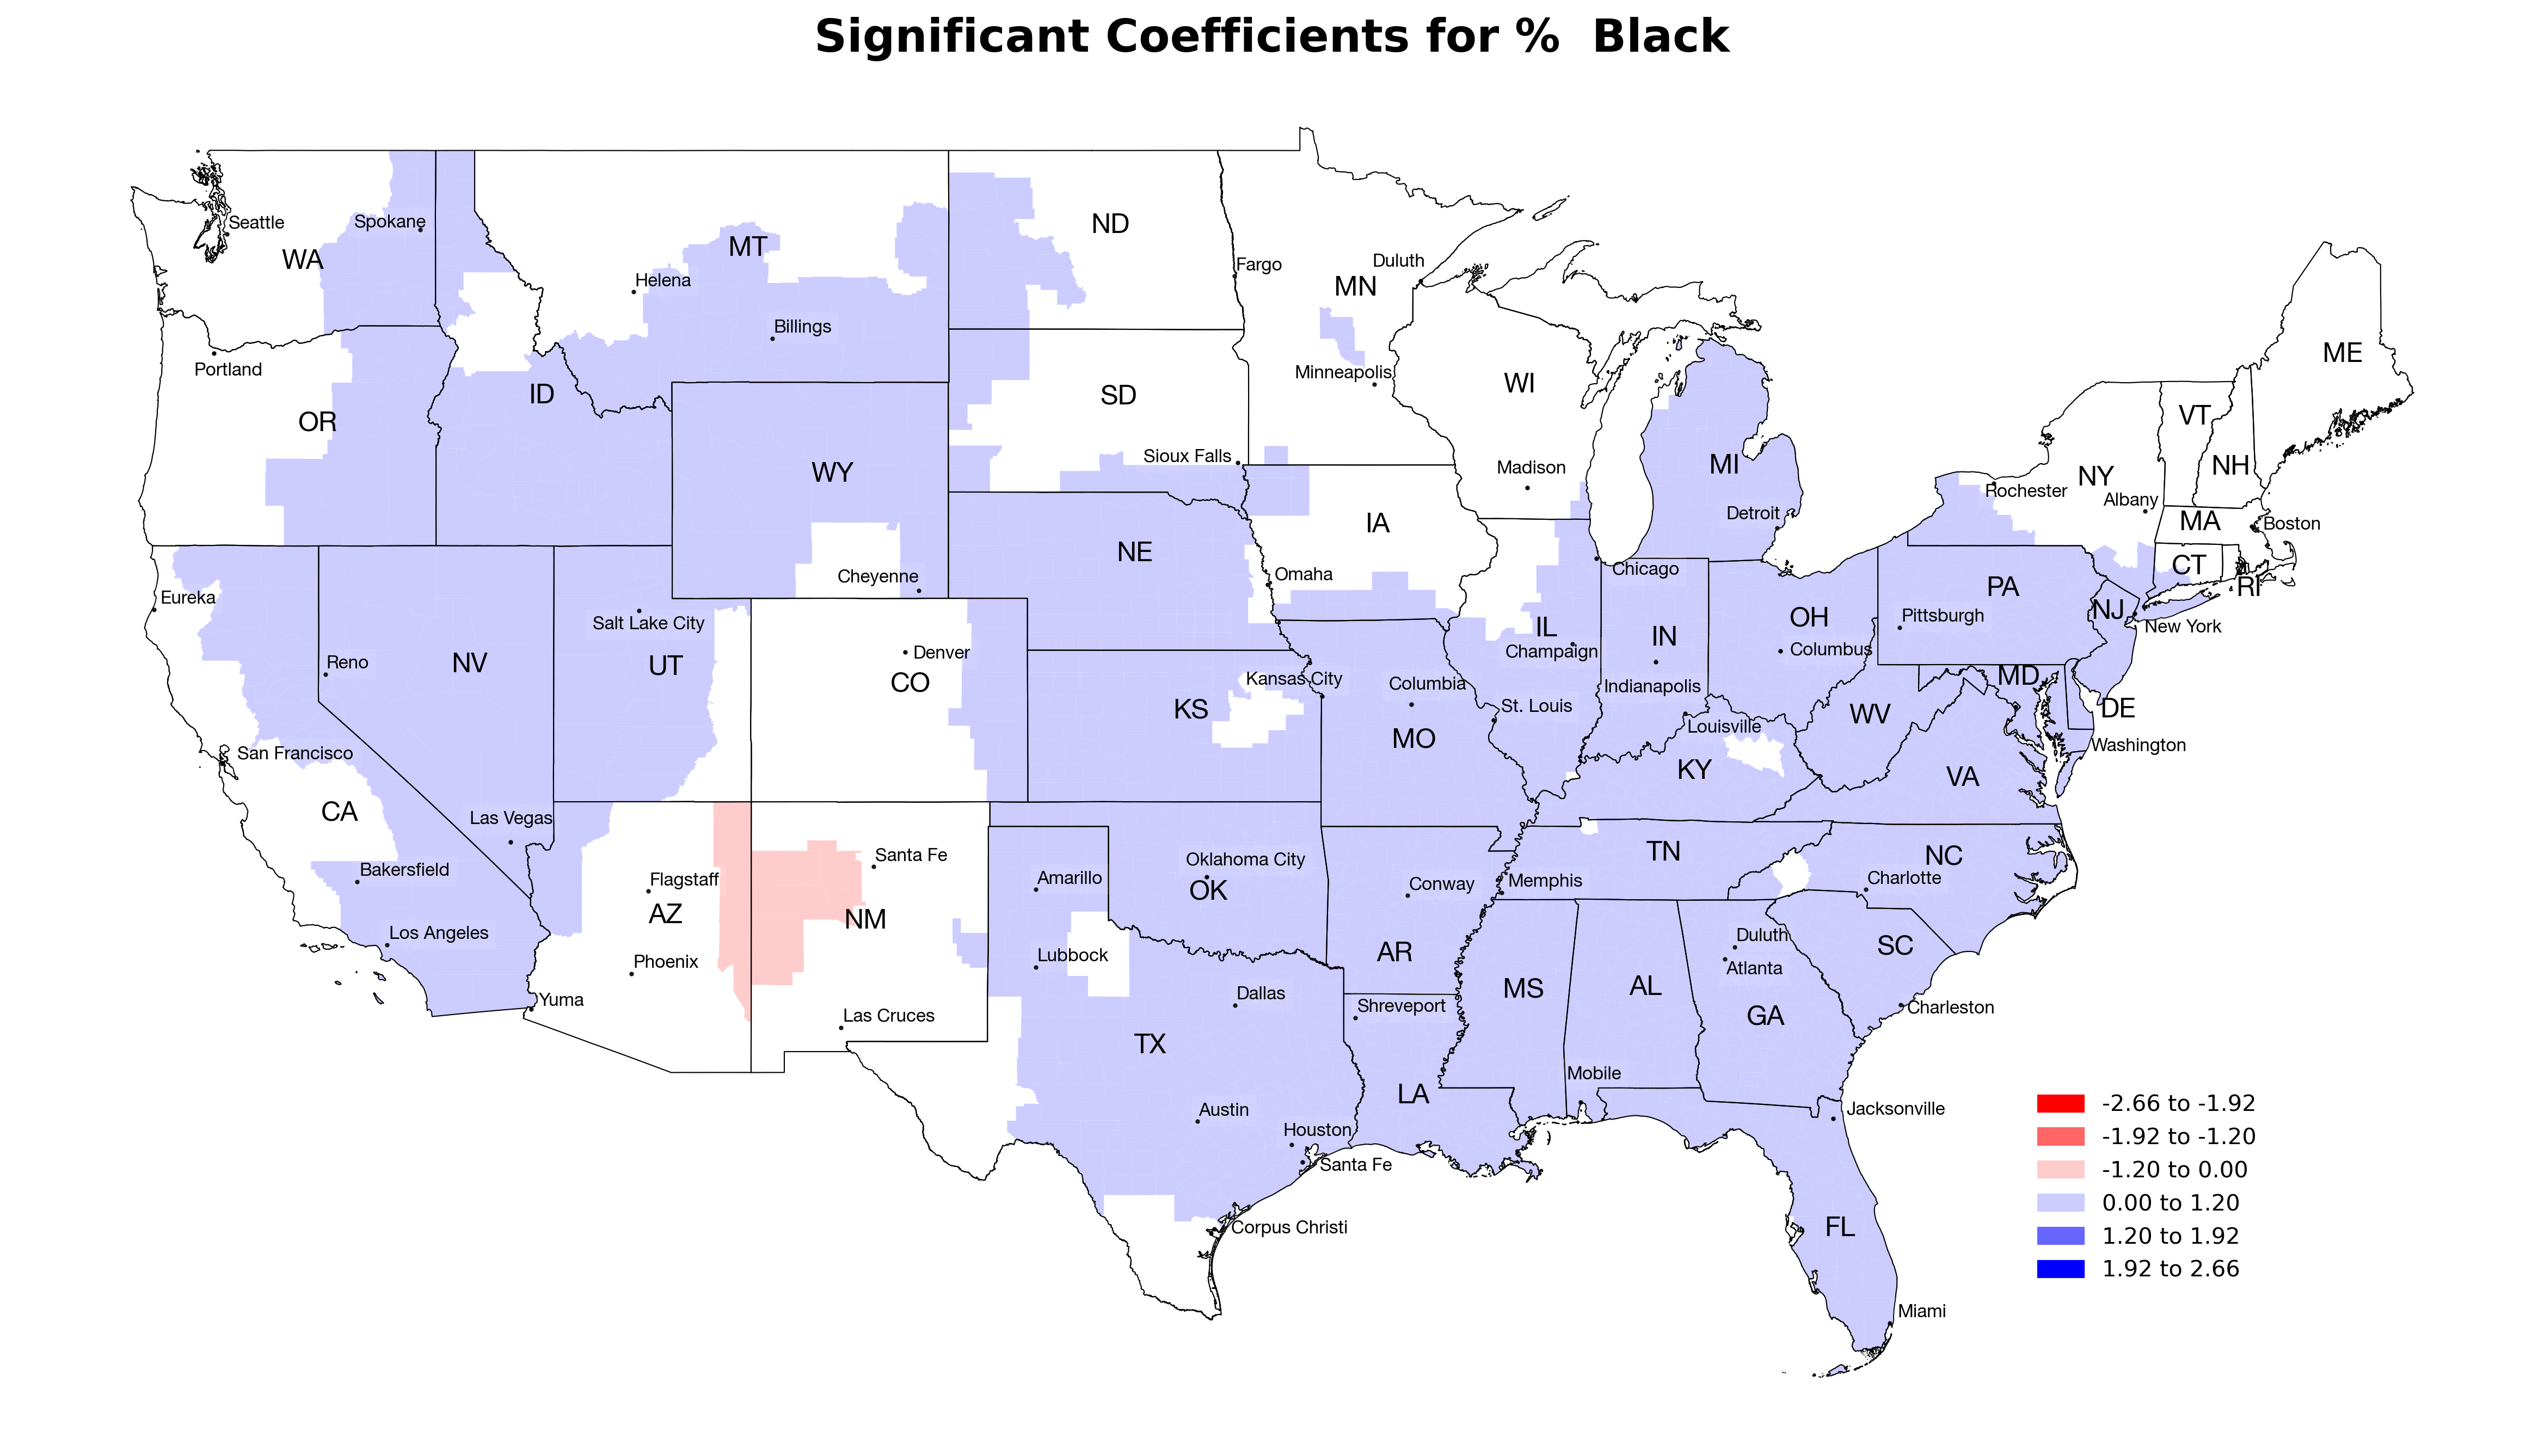 Significant Coefficients for %  Black
Seattle
Spokane
WA
MT
Helena
Billings
ND
Fargo
Duluth
MN
Minneapolis
Portland
OR
ID
WY
Cheyenne
SD
Sioux Falls
WI
Madison
MI
Detroit
ME
VT
NH
NY
Rochester
Albany
MA
Boston
CT
RI
Eureka
Reno
NV
Salt Lake City
UT
Denver
CO
NE
Omaha
IA
Chicago
IL
Champaign
IN
Indianapolis
OH
Columbus
PA
Pittsburgh
NJ
New York
MD
DE
Washington
San Francisco
CA
Las Vegas
Bakersfield
Los Angeles
KS
Kansas City
Columbia
MO
St. Louis
Louisville
KY
WV
VA
Flagstaff
AZ
Phoenix
Yuma
Santa Fe
NM
Las Cruces
Amarillo
Lubbock
Oklahoma City
OK
Conway
AR
Memphis
TN
NC
Charlotte
SC
Charleston
Duluth
Atlanta
GA
AL
MS
Mobile
Shreveport
LA
Dallas
TX
Austin
Houston
Santa Fe
Corpus Christi
Jacksonville
FL
Miami
-2.66 to -1.92
-1.92 to -1.20
-1.20 to 0.00
0.00 to 1.20
1.20 to 1.92
1.92 to 2.66